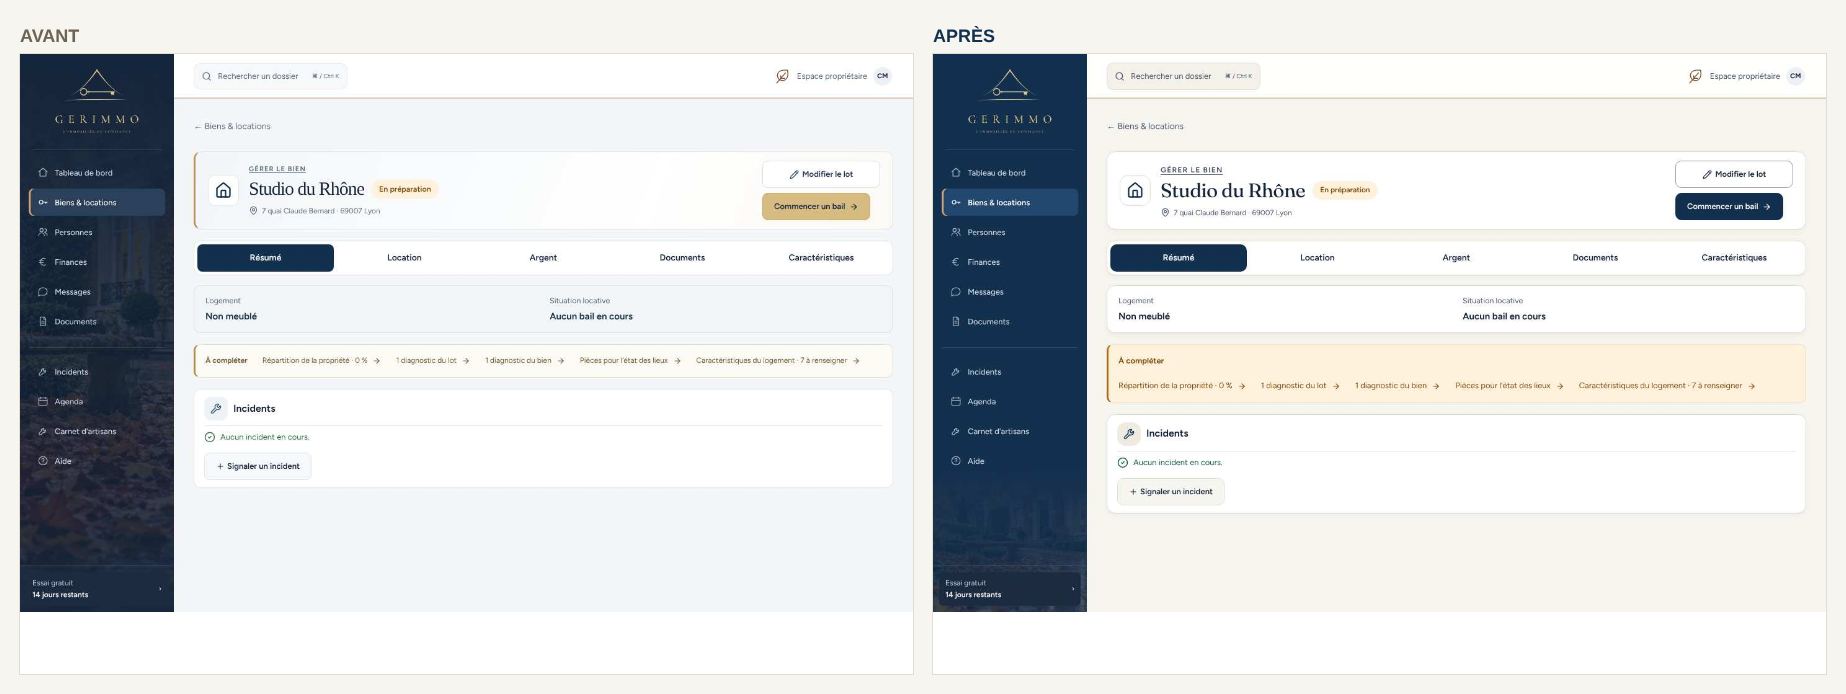 AVANT
GERIMMO
Tableau de bord
Biens & locations
Personnes
Finances
Messages
Documents
Incidents
Agenda
Carnet d'artisans
Aide
Essai gratuit
14 jours restants
›
Rechercher un dossier ⌘ / Ctrl K
Espace propriétaire CM
← Biens & locations
GÉRER LE BIEN
Studio du Rhône En préparation
7 quai Claude Bernard · 69007 Lyon
Modifier le lot
Commencer un bail →
Résumé Location Argent Documents Caractéristiques
Logement Situation locative
Non meublé Aucun bail en cours
À compléter Répartition de la propriété · 0 % → 1 diagnostic du lot → 1 diagnostic du bien → Pièces pour l'état des lieux → Caractéristiques du logement · 7 à renseigner →
Incidents
Aucun incident en cours.
+ Signaler un incident
APRÈS
GERIMMO
Tableau de bord
Biens & locations
Personnes
Finances
Messages
Documents
Incidents
Agenda
Carnet d'artisans
Aide
Essai gratuit
14 jours restants
›
Rechercher un dossier ⌘ / Ctrl K
Espace propriétaire CM
← Biens & locations
GÉRER LE BIEN
Studio du Rhône En préparation
7 quai Claude Bernard · 69007 Lyon
Modifier le lot
Commencer un bail →
Résumé Location Argent Documents Caractéristiques
Logement Situation locative
Non meublé Aucun bail en cours
À compléter
Répartition de la propriété · 0 % → 1 diagnostic du lot → 1 diagnostic du bien → Pièces pour l'état des lieux → Caractéristiques du logement · 7 à renseigner →
Incidents
Aucun incident en cours.
+ Signaler un incident